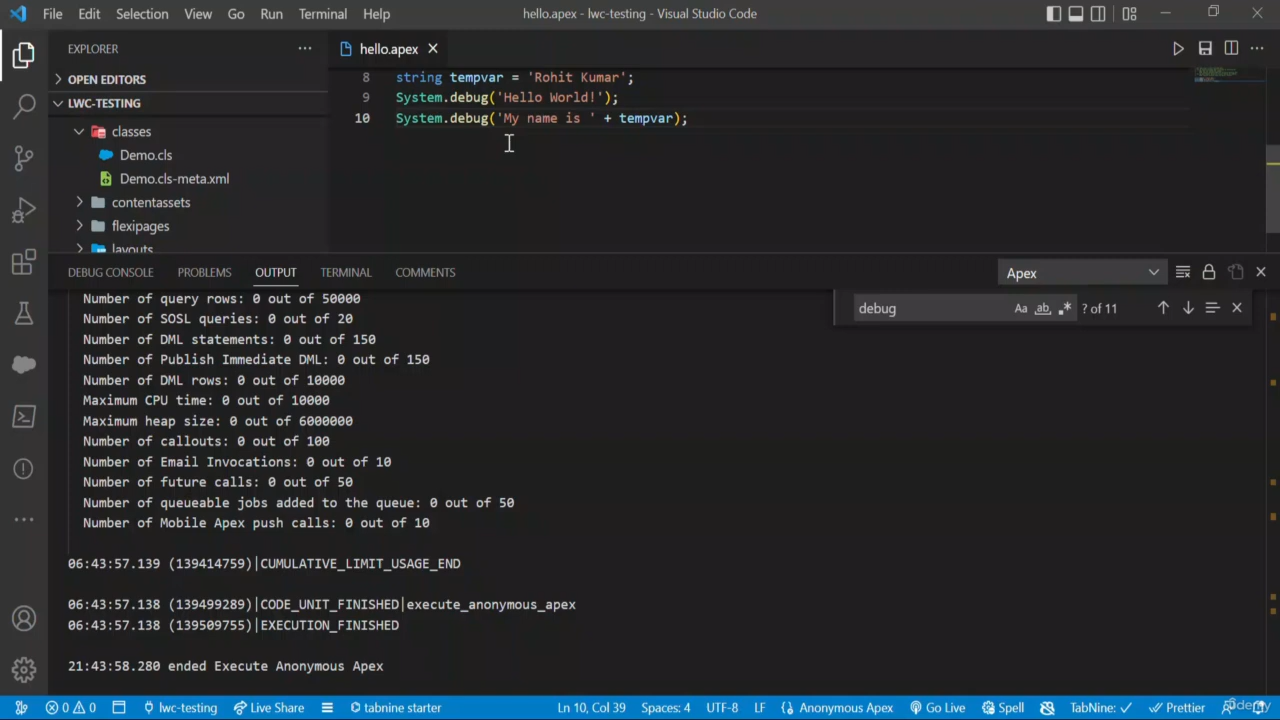 File Edit Selection View Go Run Terminal Help hello.apex - lwc-testing - Visual Studio Code
EXPLORER
hello.apex
OPEN EDITORS
LWC-TESTING
classes
Demo.cls
Demo.cls-meta.xml
contentassets
flexipages
layouts
8 string tempvar = 'Rohit Kumar';
9 System.debug('Hello World!');
10 System.debug('My name is ' + tempvar);
DEBUG CONSOLE PROBLEMS OUTPUT TERMINAL COMMENTS Apex
debug Aa ab ? of 11
Number of query rows: 0 out of 50000
Number of SOSL queries: 0 out of 20
Number of DML statements: 0 out of 150
Number of Publish Immediate DML: 0 out of 150
Number of DML rows: 0 out of 10000
Maximum CPU time: 0 out of 10000
Maximum heap size: 0 out of 6000000
Number of callouts: 0 out of 100
Number of Email Invocations: 0 out of 10
Number of future calls: 0 out of 50
Number of queueable jobs added to the queue: 0 out of 50
Number of Mobile Apex push calls: 0 out of 10
06:43:57.139 (139414759)|CUMULATIVE_LIMIT_USAGE_END
06:43:57.138 (139499289)|CODE_UNIT_FINISHED|execute_anonymous_apex
06:43:57.138 (139509755)|EXECUTION_FINISHED
21:43:58.280 ended Execute Anonymous Apex
0 0 lwc-testing Live Share tabnine starter Ln 10, Col 39 Spaces: 4 UTF-8 LF Anonymous Apex Go Live Spell TabNine: Prettier
Udemy